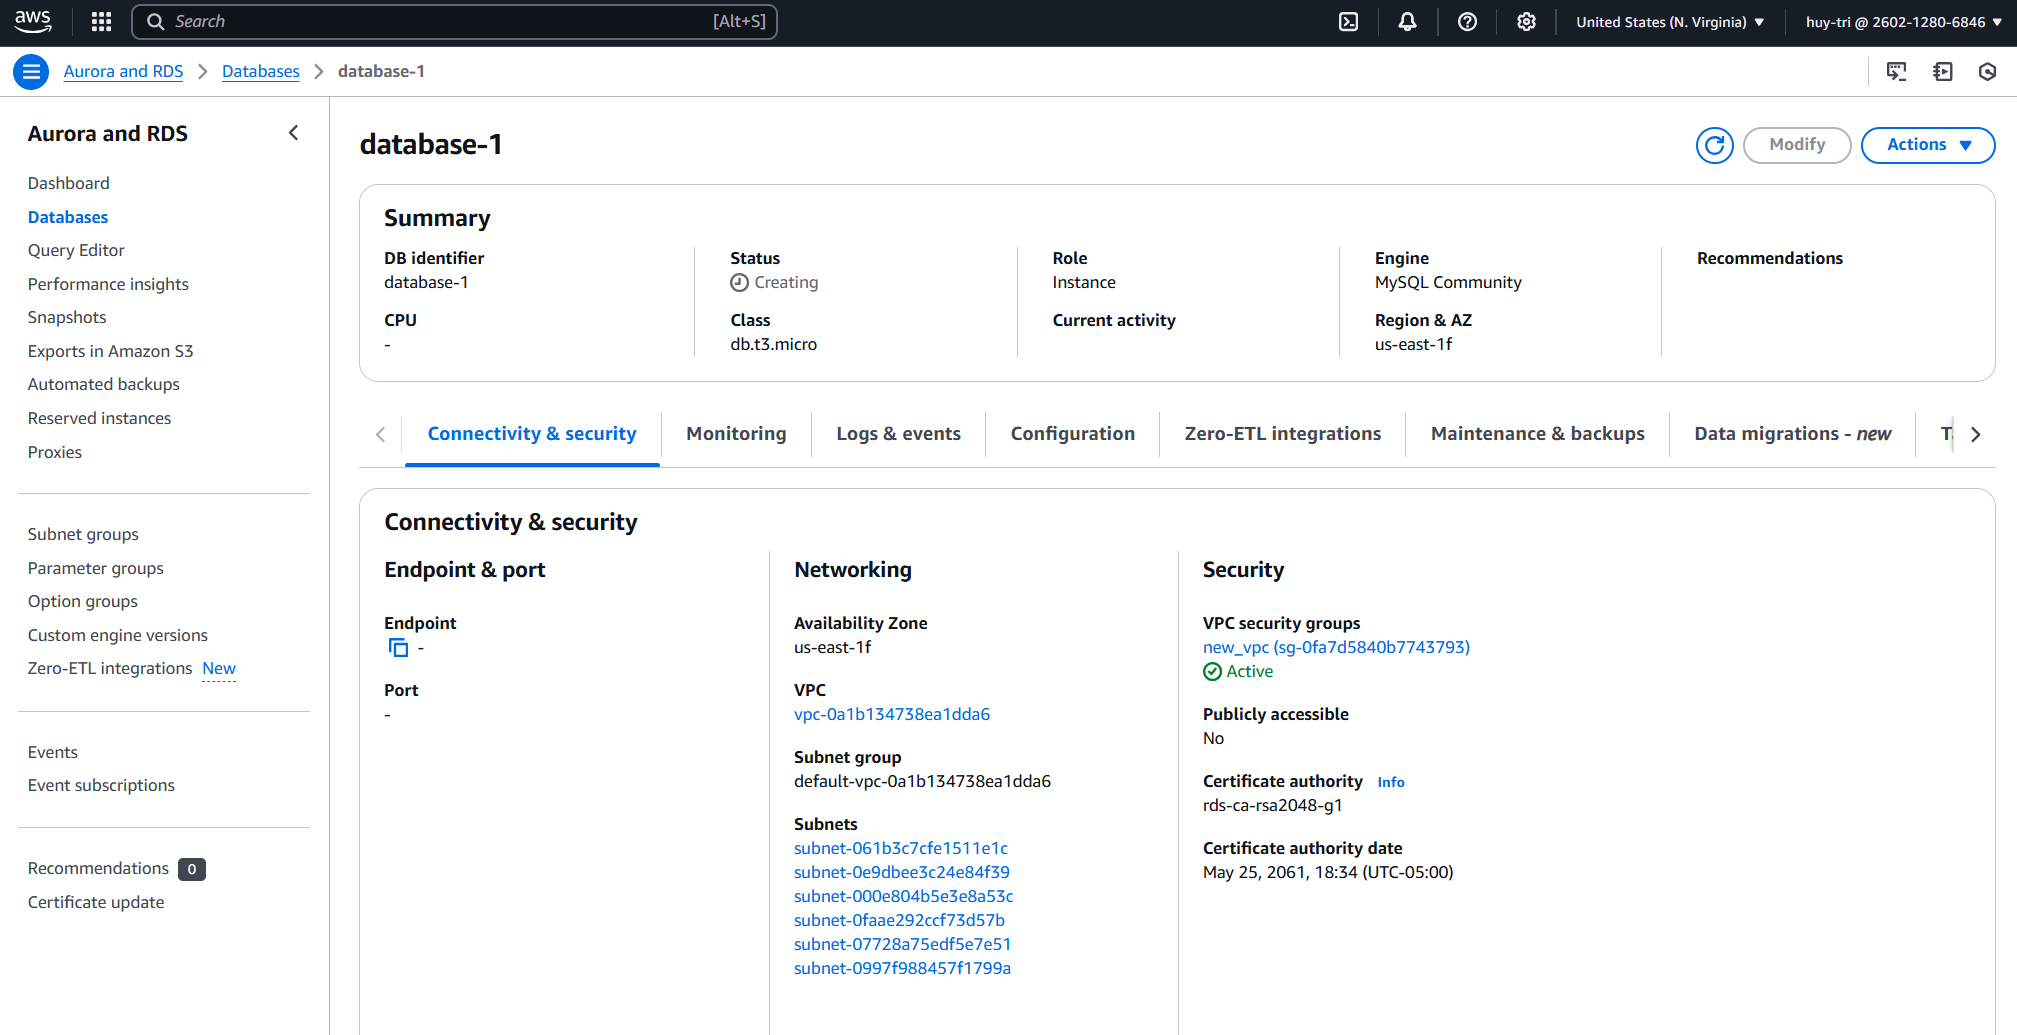 aws
Search
[Alt+S]
United States (N. Virginia)
huy-tri @ 2602-1280-6846
Aurora and RDS
Databases
database-1
Aurora and RDS
Dashboard
Databases
Query Editor
Performance insights
Snapshots
Exports in Amazon S3
Automated backups
Reserved instances
Proxies
Subnet groups
Parameter groups
Option groups
Custom engine versions
Zero-ETL integrations New
Events
Event subscriptions
Recommendations 0
Certificate update
database-1
Modify
Actions
Summary
DB identifier
database-1
CPU
-
Status
Creating
Class
db.t3.micro
Role
Instance
Current activity
Engine
MySQL Community
Region & AZ
us-east-1f
Recommendations
Connectivity & security
Monitoring
Logs & events
Configuration
Zero-ETL integrations
Maintenance & backups
Data migrations - new
Connectivity & security
Endpoint & port
Endpoint
-
Port
-
Networking
Availability Zone
us-east-1f
VPC
vpc-0a1b134738ea1dda6
Subnet group
default-vpc-0a1b134738ea1dda6
Subnets
subnet-061b3c7cfe1511e1c
subnet-0e9dbee3c24e84f39
subnet-000e804b5e3e8a53c
subnet-0faae292ccf73d57b
subnet-07728a75edf5e7e51
subnet-0997f988457f1799a
Security
VPC security groups
new_vpc (sg-0fa7d5840b7743793)
Active
Publicly accessible
No
Certificate authority Info
rds-ca-rsa2048-g1
Certificate authority date
May 25, 2061, 18:34 (UTC-05:00)